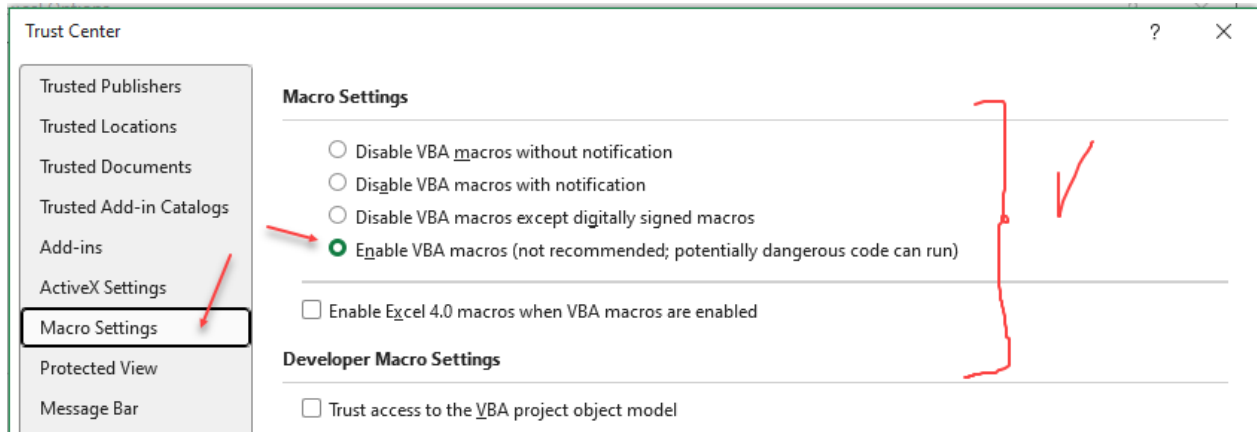 Trust Center
?
Trusted Publishers
Trusted Locations
Trusted Documents
Trusted Add-in Catalogs
Add-ins
ActiveX Settings
Macro Settings
Protected View
Message Bar
Macro Settings
Disable VBA macros without notification
Disable VBA macros with notification
Disable VBA macros except digitally signed macros
Enable VBA macros (not recommended; potentially dangerous code can run)
Enable Excel 4.0 macros when VBA macros are enabled
Developer Macro Settings
Trust access to the VBA project object model